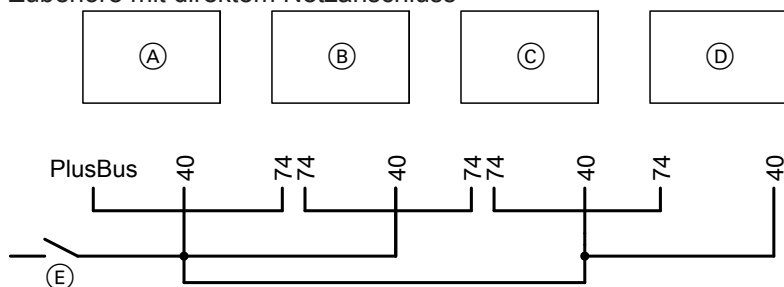 Zubehöre mit direktem Netzanschluss
A B C D
PlusBus 40 74 74 40 74 74 40 74 40
E